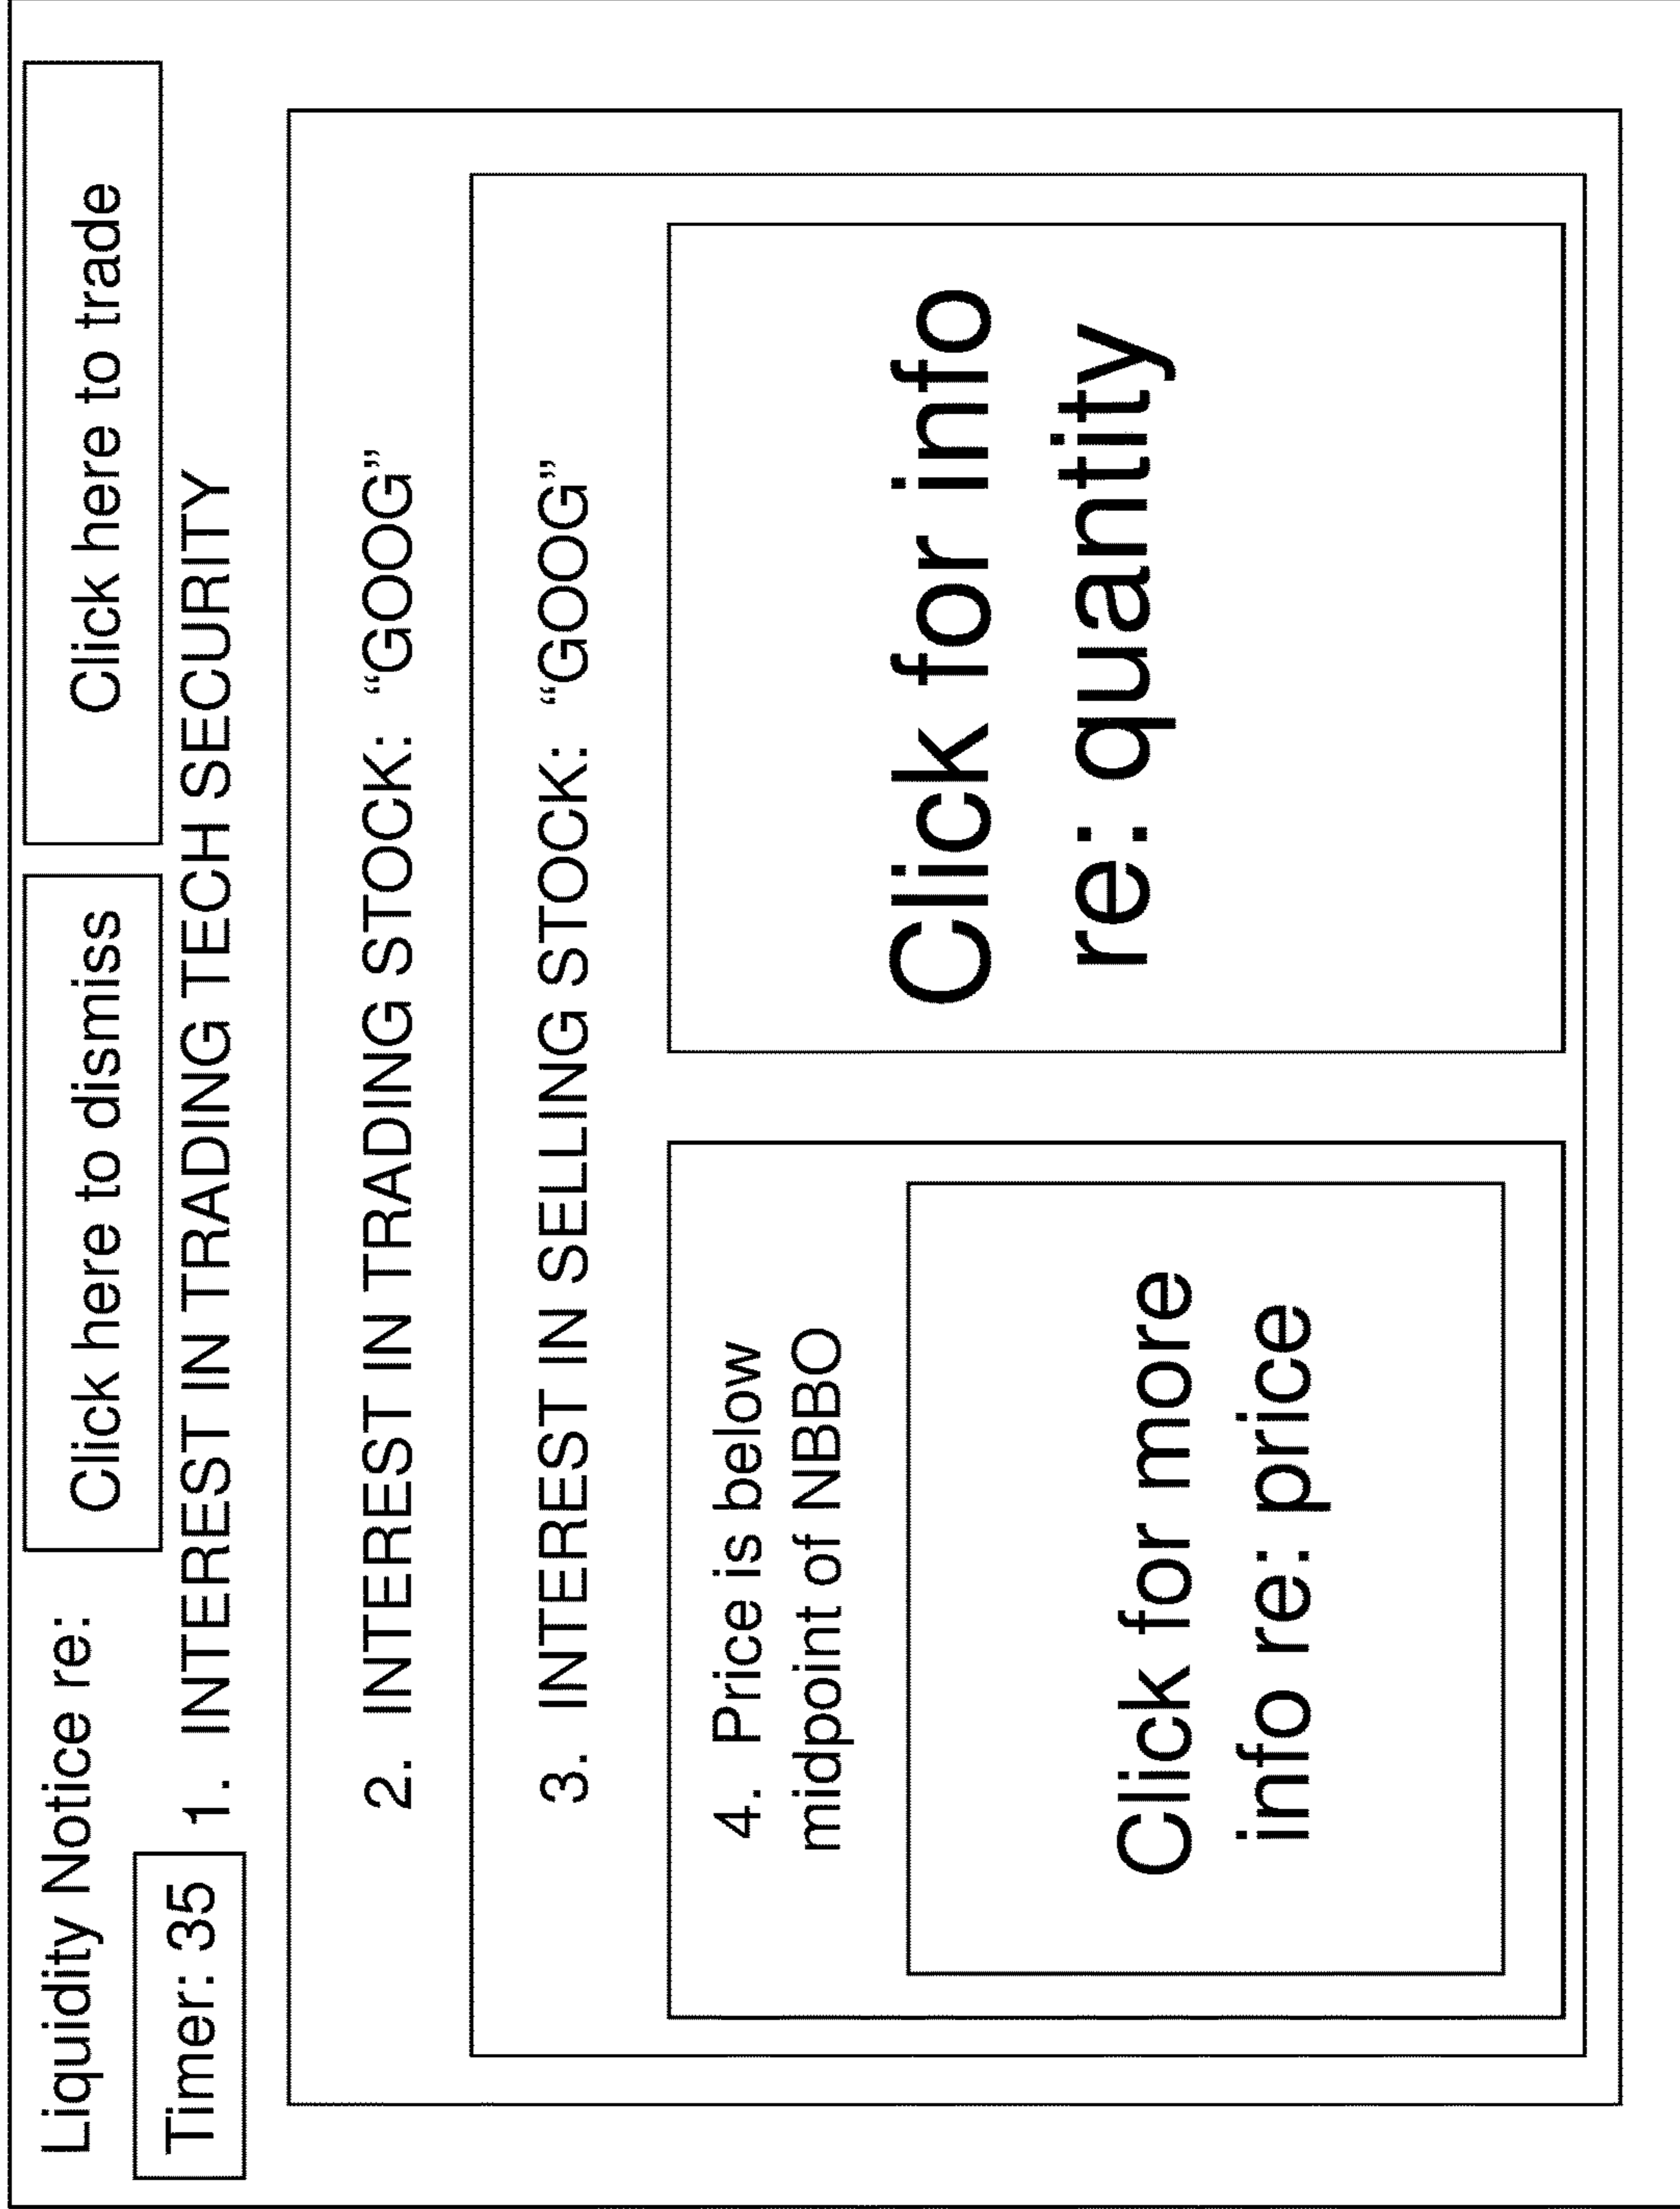 Liquidity Notice re:
Click here to dismiss
Click here to trade
Timer: 35
1. INTEREST IN TRADING TECH SECURITY
2. INTEREST IN TRADING STOCK: “GOOG”
3. INTEREST IN SELLING STOCK: “GOOG”
4. Price is below
midpoint of NBBO
Click for more
info re: price
Click for info
re: quantity